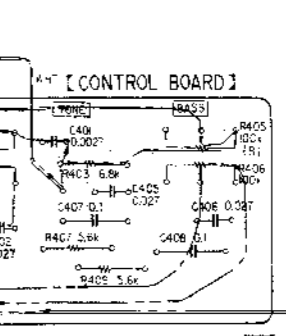 [CONTROL BOARD]
TONE BASS
C401
0.0027
R405
100k
(B)
R403 6.8k
R406
100k
C405
0.027
C407 0.1
C406 0.027
R407 5.6k
C408 0.1
R409 5.6k